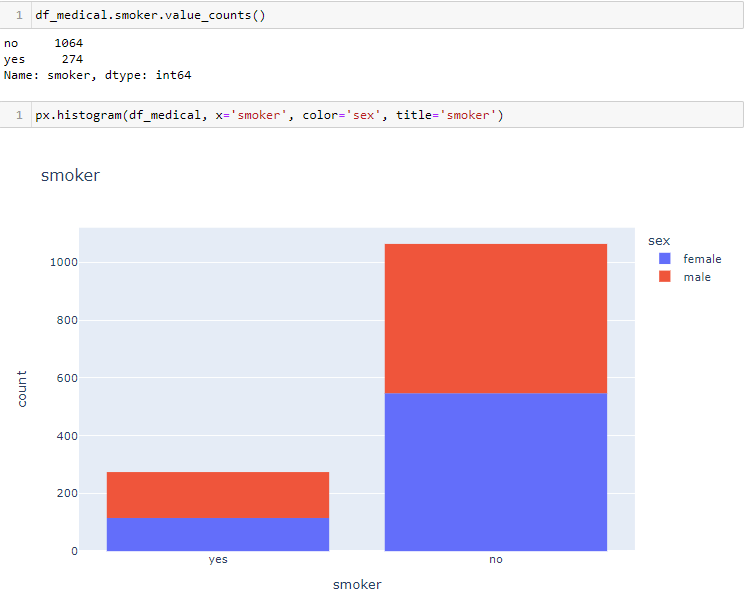 1 df_medical.smoker.value_counts()
no 1064
yes 274
Name: smoker, dtype: int64
1 px.histogram(df_medical, x='smoker', color='sex', title='smoker')
smoker
sex
female
male
1000
800
600
400
200
0
count
yes no
smoker